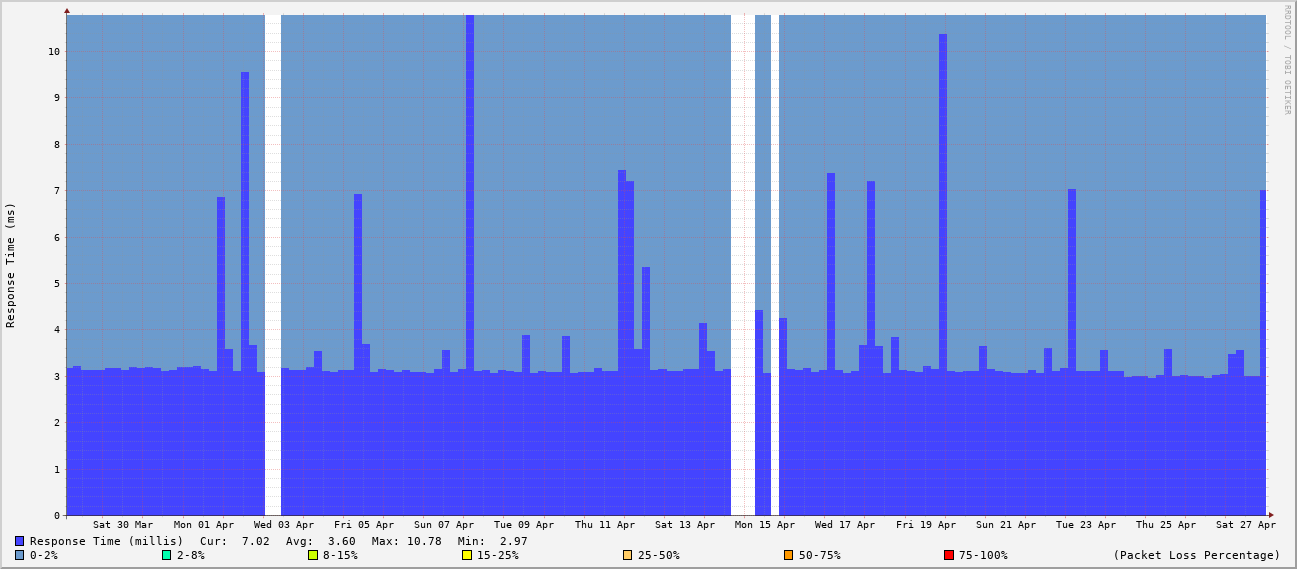 RRDTOOL / TOBI OETIKER
Response Time (ms)
10
9
8
7
6
5
4
3
2
1
0
Sat 30 Mar Mon 01 Apr Wed 03 Apr Fri 05 Apr Sun 07 Apr Tue 09 Apr Thu 11 Apr Sat 13 Apr Mon 15 Apr Wed 17 Apr Fri 19 Apr Sun 21 Apr Tue 23 Apr Thu 25 Apr Sat 27 Apr
Response Time (millis) Cur: 7.02 Avg: 3.60 Max: 10.78 Min: 2.97
0-2% 2-8% 8-15% 15-25% 25-50% 50-75% 75-100% (Packet Loss Percentage)